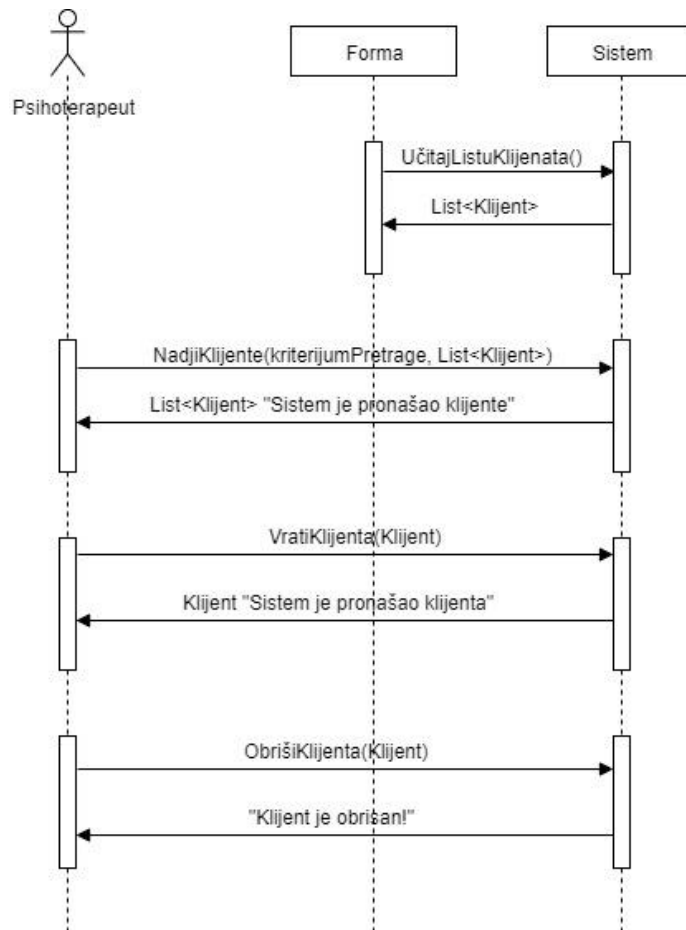 Forma
Sistem
Psihoterapeut
UčitajListuKlijenata()
List<Klijent>
NadjiKlijente(kriterijumPretrage, List<Klijent>)
List<Klijent> "Sistem je pronašao klijente"
VratiKlijenta(Klijent)
Klijent "Sistem je pronašao klijenta"
ObrišiKlijenta(Klijent)
"Klijent je obrisan!"